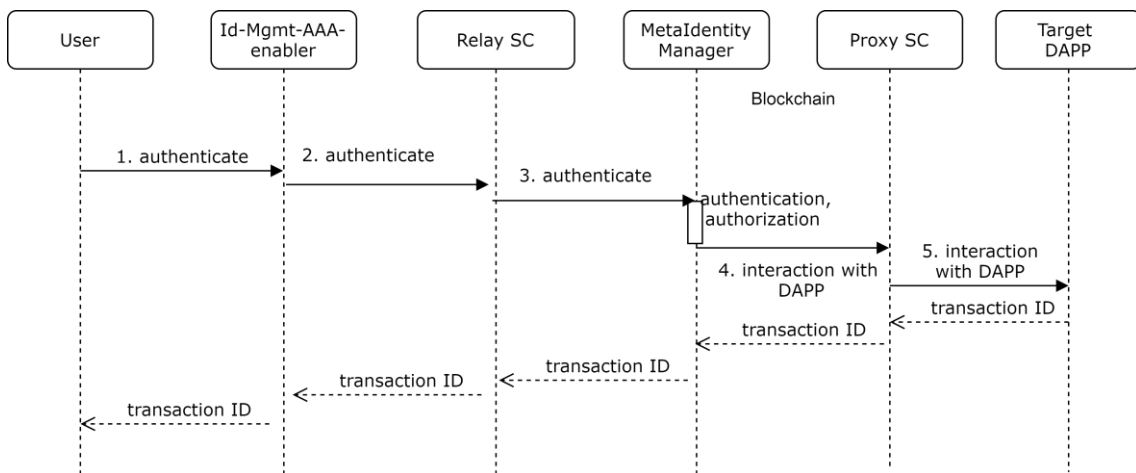 User
Id-Mgmt-AAA-
enabler
Relay SC
MetaIdentity
Manager
Proxy SC
Target
DAPP
Blockchain
1. authenticate
2. authenticate
3. authenticate
authentication,
authorization
4. interaction with
DAPP
5. interaction
with DAPP
transaction ID
transaction ID
transaction ID
transaction ID
transaction ID